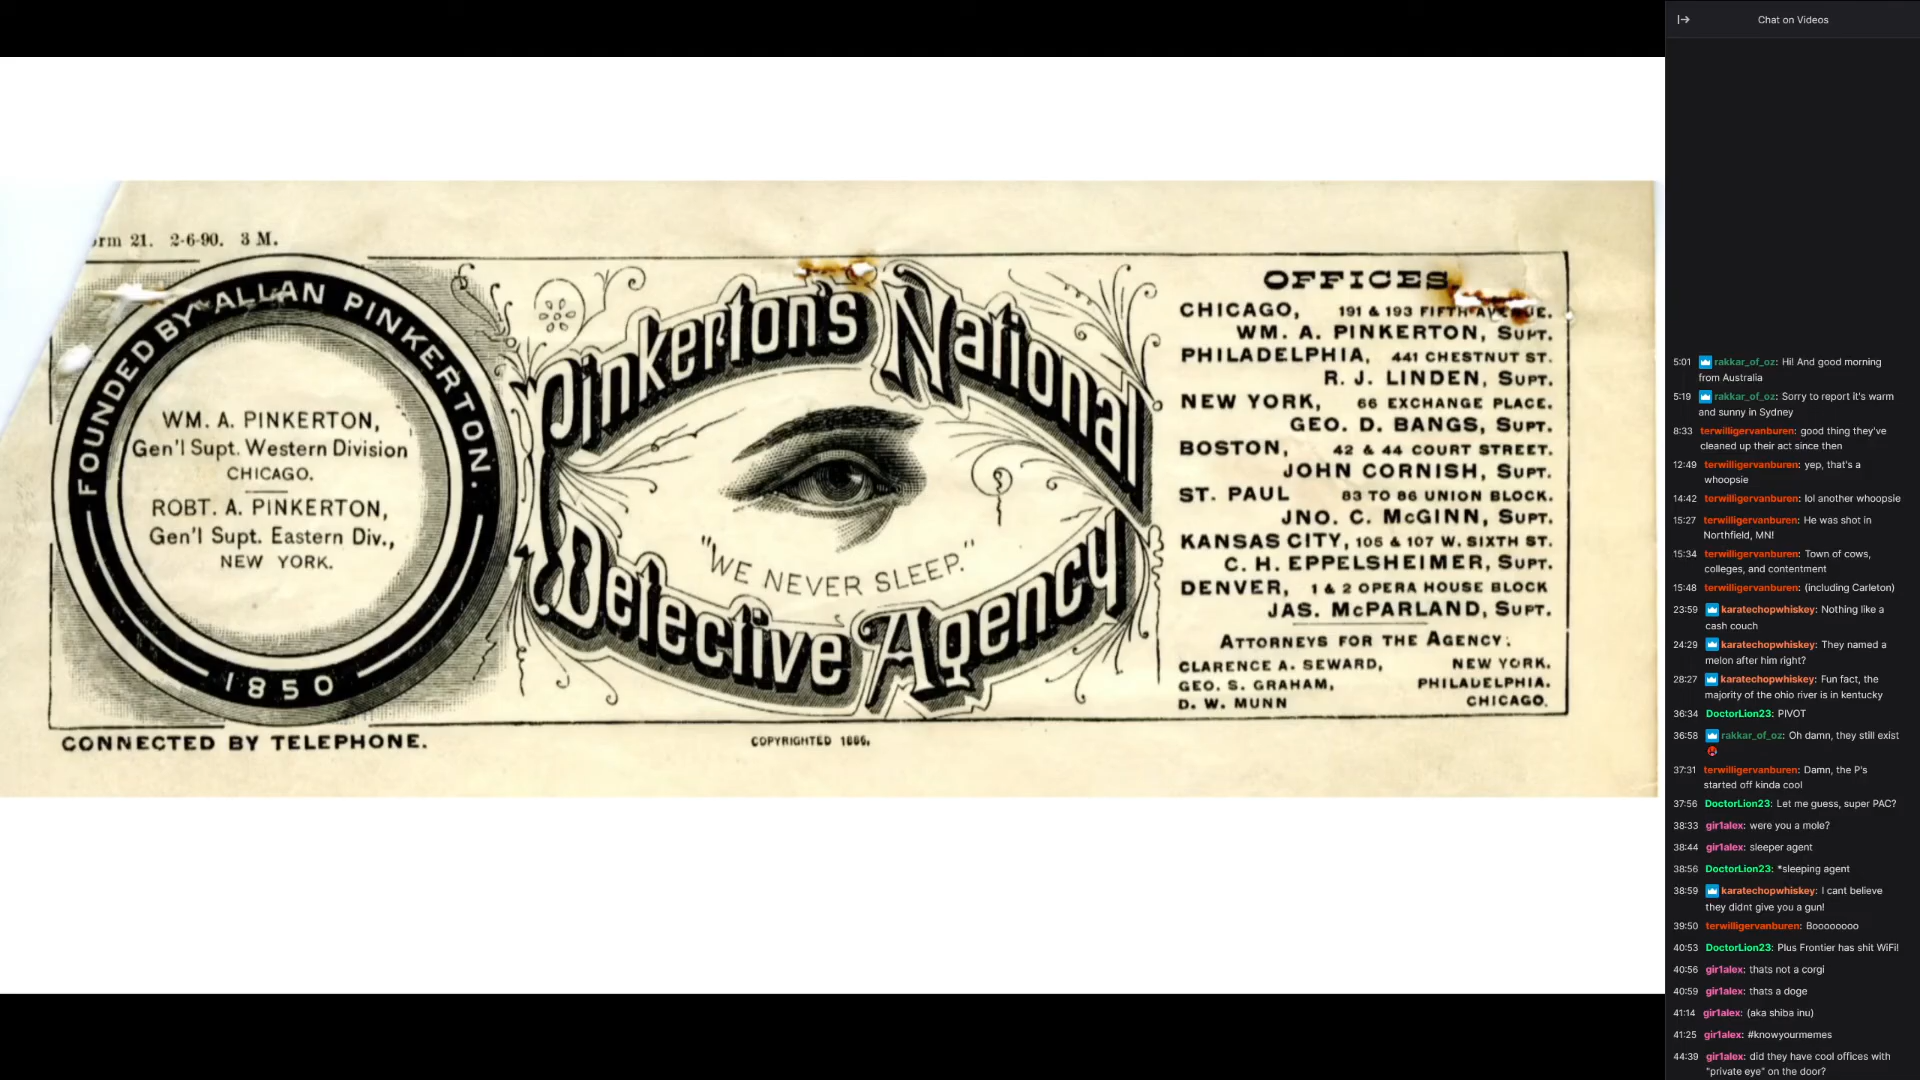 rm 21. 2-6-90. 3 M.
FOUNDED BY ALLAN PINKERTON.
WM. A. PINKERTON,
Gen'l Supt. Western Division
CHICAGO.
ROBT. A. PINKERTON,
Gen'l Supt. Eastern Div.,
NEW YORK.
1850
CONNECTED BY TELEPHONE.
Pinkerton's National
"WE NEVER SLEEP."
Detective Agency
COPYRIGHTED 1886.
OFFICES.
CHICAGO, 191 & 193 FIFTH AVENUE.
WM. A. PINKERTON, SUPT.
PHILADELPHIA, 441 CHESTNUT ST.
R. J. LINDEN, SUPT.
NEW YORK, 66 EXCHANGE PLACE.
GEO. D. BANGS, SUPT.
BOSTON, 42 & 44 COURT STREET.
JOHN CORNISH, SUPT.
ST. PAUL 83 TO 86 UNION BLOCK.
JNO. C. McGINN, SUPT.
KANSAS CITY, 105 & 107 W. SIXTH ST.
C. H. EPPELSHEIMER, SUPT.
DENVER, 1 & 2 OPERA HOUSE BLOCK
JAS. McPARLAND, SUPT.
ATTORNEYS FOR THE AGENCY.
CLARENCE A. SEWARD, NEW YORK.
GEO. S. GRAHAM, PHILADELPHIA.
D. W. MUNN CHICAGO.
Chat on Videos
5:01 rakkar_of_oz: Hi! And good morning
from Australia
5:19 rakkar_of_oz: Sorry to report it's warm
and sunny in Sydney
8:33 terwilligervanburen: good thing they've
cleaned up their act since then
12:49 terwilligervanburen: yep, that's a
whoopsie
14:42 terwilligervanburen: lol another whoopsie
15:27 terwilligervanburen: He was shot in
Northfield, MN!
15:34 terwilligervanburen: Town of cows,
colleges, and contentment
15:48 terwilligervanburen: (including Carleton)
23:59 karatechopwhiskey: Nothing like a
cash couch
24:29 karatechopwhiskey: They named a
melon after him right?
28:27 karatechopwhiskey: Fun fact, the
majority of the ohio river is in kentucky
36:34 DoctorLion23: PIVOT
36:58 rakkar_of_oz: Oh damn, they still exist
37:31 terwilligervanburen: Damn, the P's
started off kinda cool
37:56 DoctorLion23: Let me guess, super PAC?
38:33 gir1alex: were you a mole?
38:44 gir1alex: sleeper agent
38:56 DoctorLion23: *sleeping agent
38:59 karatechopwhiskey: I cant believe
they didnt give you a gun!
39:50 terwilligervanburen: Boooooooo
40:53 DoctorLion23: Plus Frontier has shit WiFi!
40:56 gir1alex: thats not a corgi
40:59 gir1alex: thats a doge
41:14 gir1alex: (aka shiba inu)
41:25 gir1alex: #knowyourmemes
44:39 gir1alex: did they have cool offices with
"private eye" on the door?